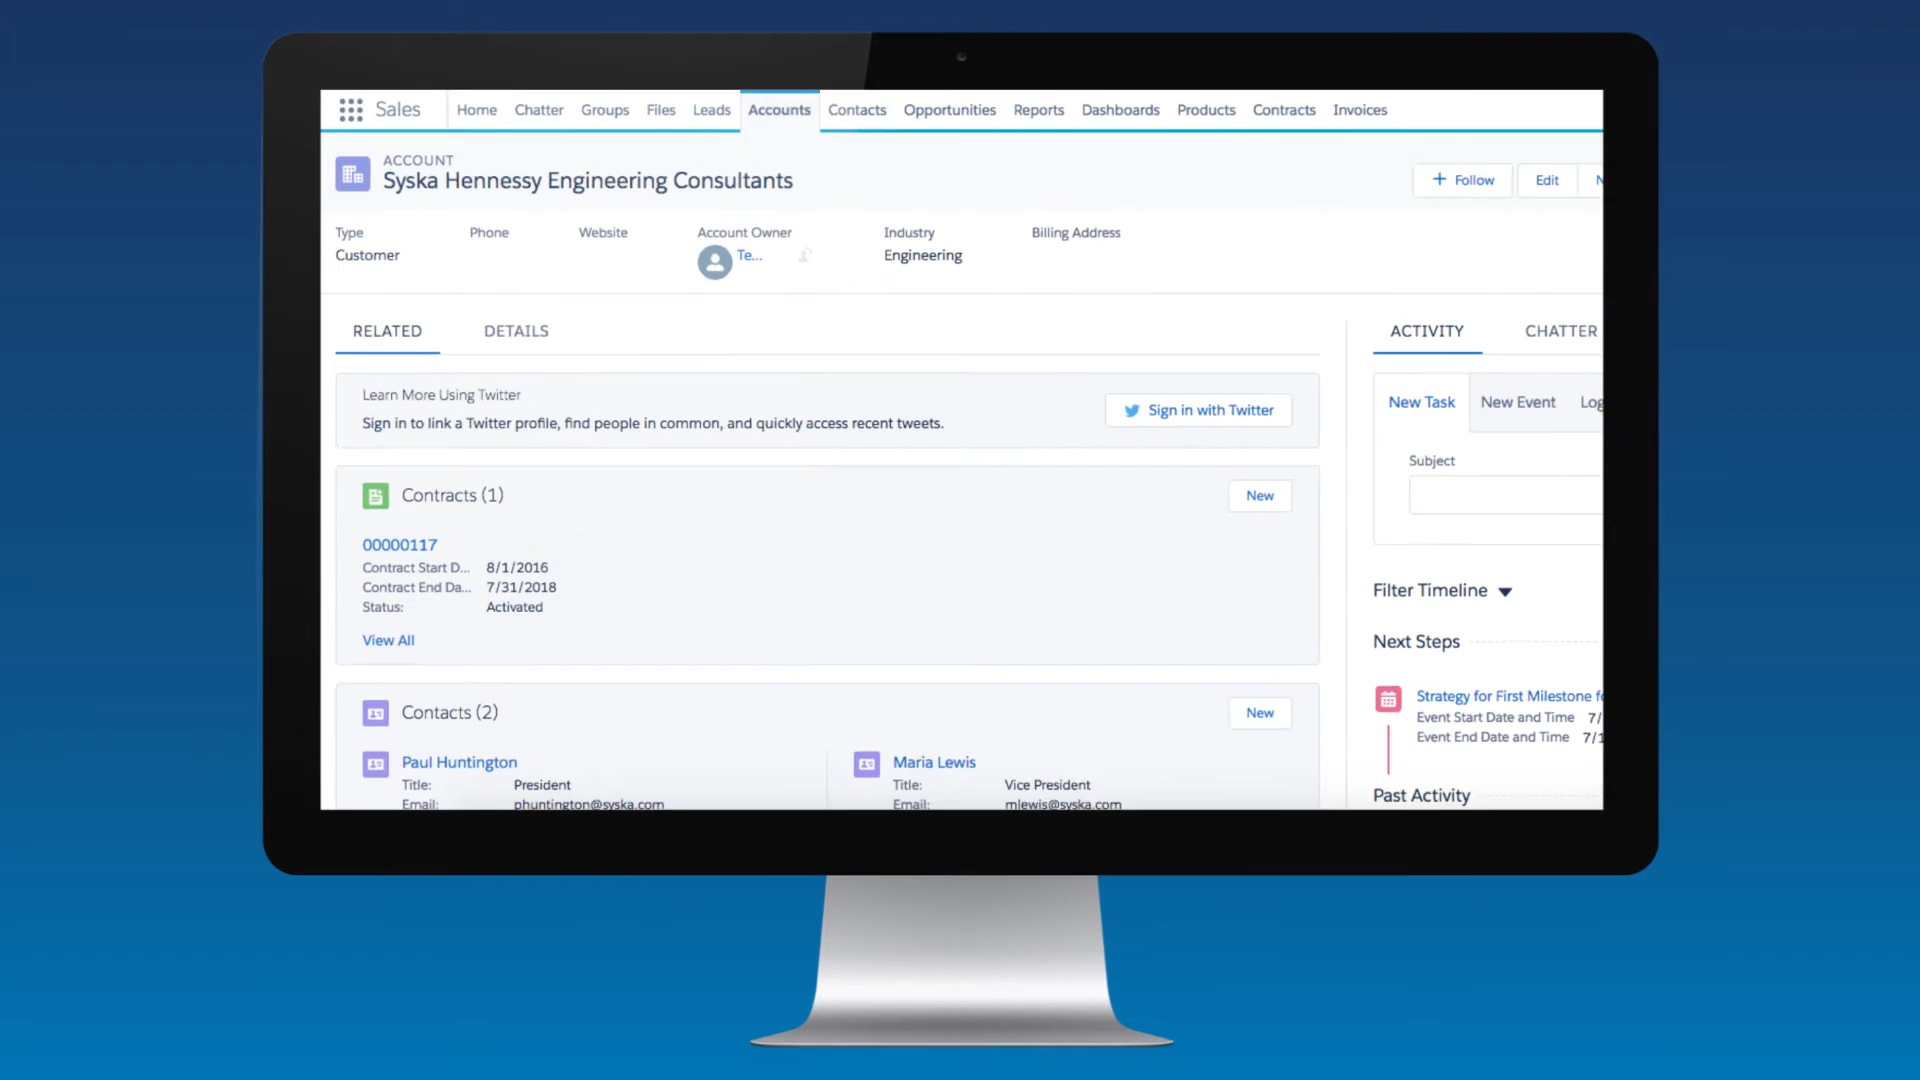 Sales Home Chatter Groups Files Leads Accounts Contacts Opportunities Reports Dashboards Products Contracts Invoices
ACCOUNT
Syska Hennessy Engineering Consultants
+ Follow Edit
Type Phone Website Account Owner Industry Billing Address
Customer Te... Engineering
RELATED DETAILS
Learn More Using Twitter
Sign in to link a Twitter profile, find people in common, and quickly access recent tweets.
Sign in with Twitter
Contracts (1) New
00000117
Contract Start D... 8/1/2016
Contract End Da... 7/31/2018
Status: Activated
View All
Contacts (2) New
Paul Huntington
Title: President
Email: phuntington@syska.com
Maria Lewis
Title: Vice President
Email: mlewis@syska.com
ACTIVITY CHATTER
New Task New Event Log
Subject
Filter Timeline
Next Steps
Strategy for First Milestone
Event Start Date and Time 7/
Event End Date and Time 7/1
Past Activity